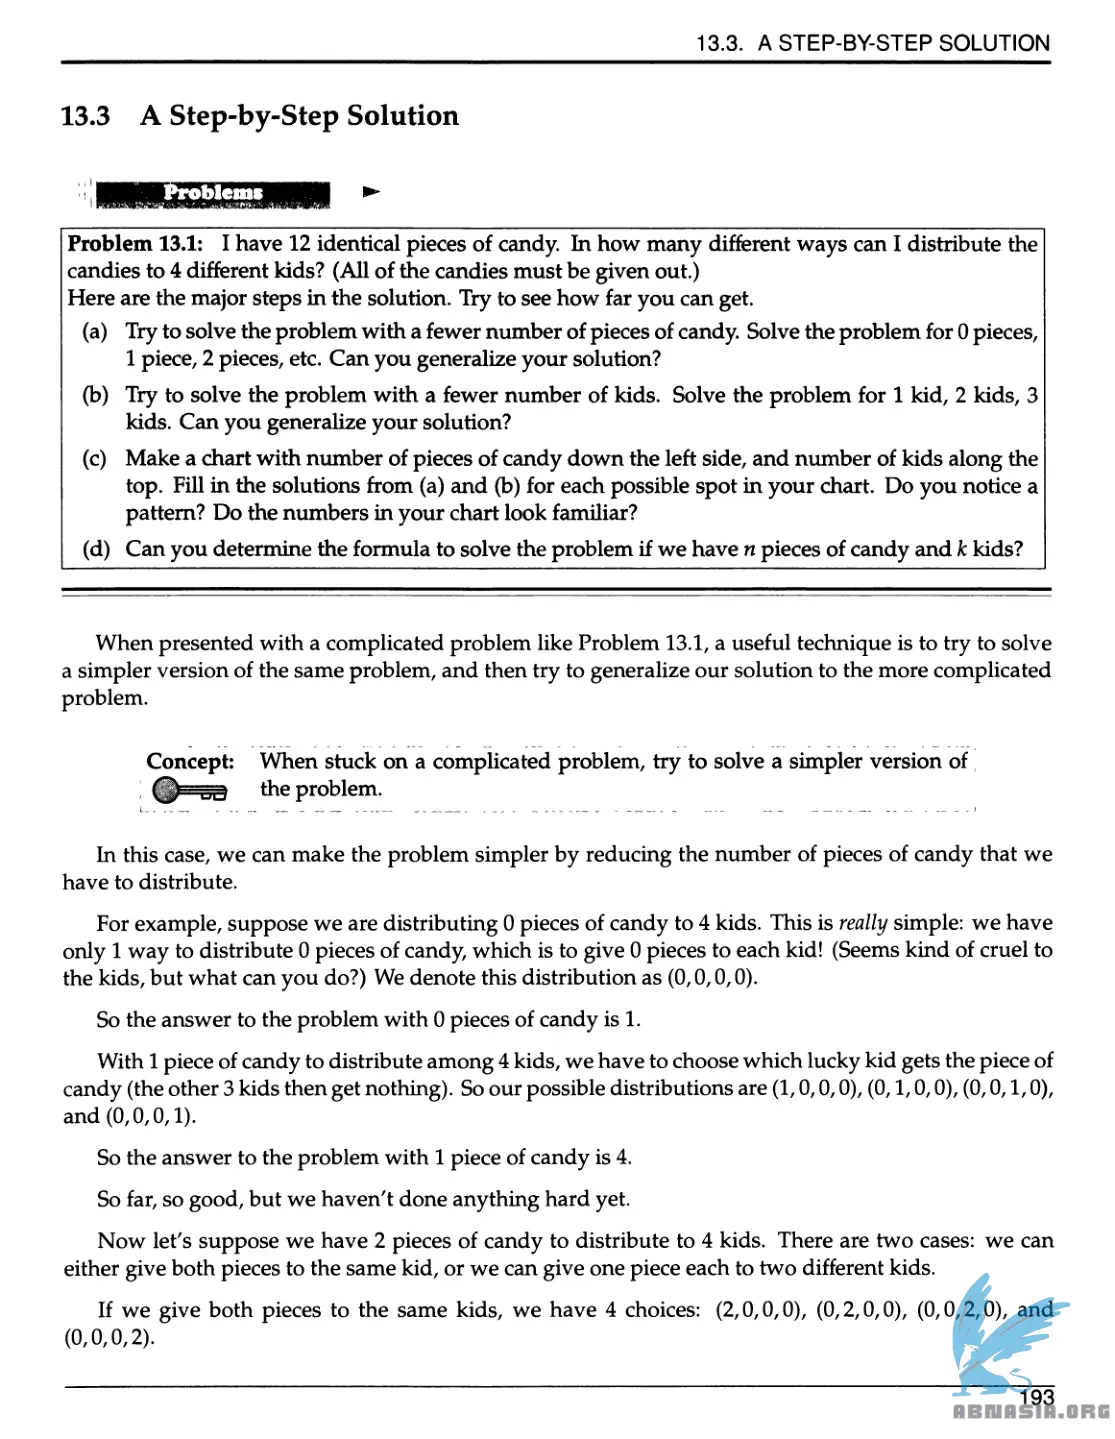 13.3. A STEP-BY-STEP SOLUTION
13.3 A Step-by-Step Solution
Problems
Problem 13.1: I have 12 identical pieces of candy. In how many different ways can I distribute the
candies to 4 different kids? (All of the candies must be given out.)
Here are the major steps in the solution. Try to see how far you can get.
(a) Try to solve the problem with a fewer number of pieces of candy. Solve the problem for 0 pieces,
1 piece, 2 pieces, etc. Can you generalize your solution?
(b) Try to solve the problem with a fewer number of kids. Solve the problem for 1 kid, 2 kids, 3
kids. Can you generalize your solution?
(c) Make a chart with number of pieces of candy down the left side, and number of kids along the
top. Fill in the solutions from (a) and (b) for each possible spot in your chart. Do you notice a
pattern? Do the numbers in your chart look familiar?
(d) Can you determine the formula to solve the problem if we have n pieces of candy and k kids?
When presented with a complicated problem like Problem 13.1, a useful technique is to try to solve
a simpler version of the same problem, and then try to generalize our solution to the more complicated
problem.
Concept: When stuck on a complicated problem, try to solve a simpler version of
the problem.
In this case, we can make the problem simpler by reducing the number of pieces of candy that we
have to distribute.
For example, suppose we are distributing 0 pieces of candy to 4 kids. This is really simple: we have
only 1 way to distribute 0 pieces of candy, which is to give 0 pieces to each kid! (Seems kind of cruel to
the kids, but what can you do?) We denote this distribution as (0, 0, 0, 0).
So the answer to the problem with 0 pieces of candy is 1.
With 1 piece of candy to distribute among 4 kids, we have to choose which lucky kid gets the piece of
candy (the other 3 kids then get nothing). So our possible distributions are (1, 0, 0, 0), (0, 1, 0, 0), (0, 0, 1, 0),
and (0, 0, 0, 1).
So the answer to the problem with 1 piece of candy is 4.
So far, so good, but we haven't done anything hard yet.
Now let's suppose we have 2 pieces of candy to distribute to 4 kids. There are two cases: we can
either give both pieces to the same kid, or we can give one piece each to two different kids.
If we give both pieces to the same kids, we have 4 choices: (2, 0, 0, 0), (0, 2, 0, 0), (0, 0, 2, 0), and
(0, 0, 0, 2).
193
ABNASIA.ORG